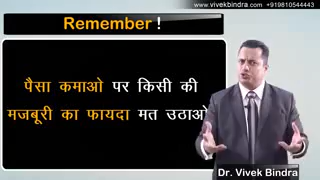 www.vivekbindra.com +919810544443
Remember !
पैसा कमाओ पर किसी की
मजबूरी का फायदा मत उठाओ
Dr. Vivek Bindra